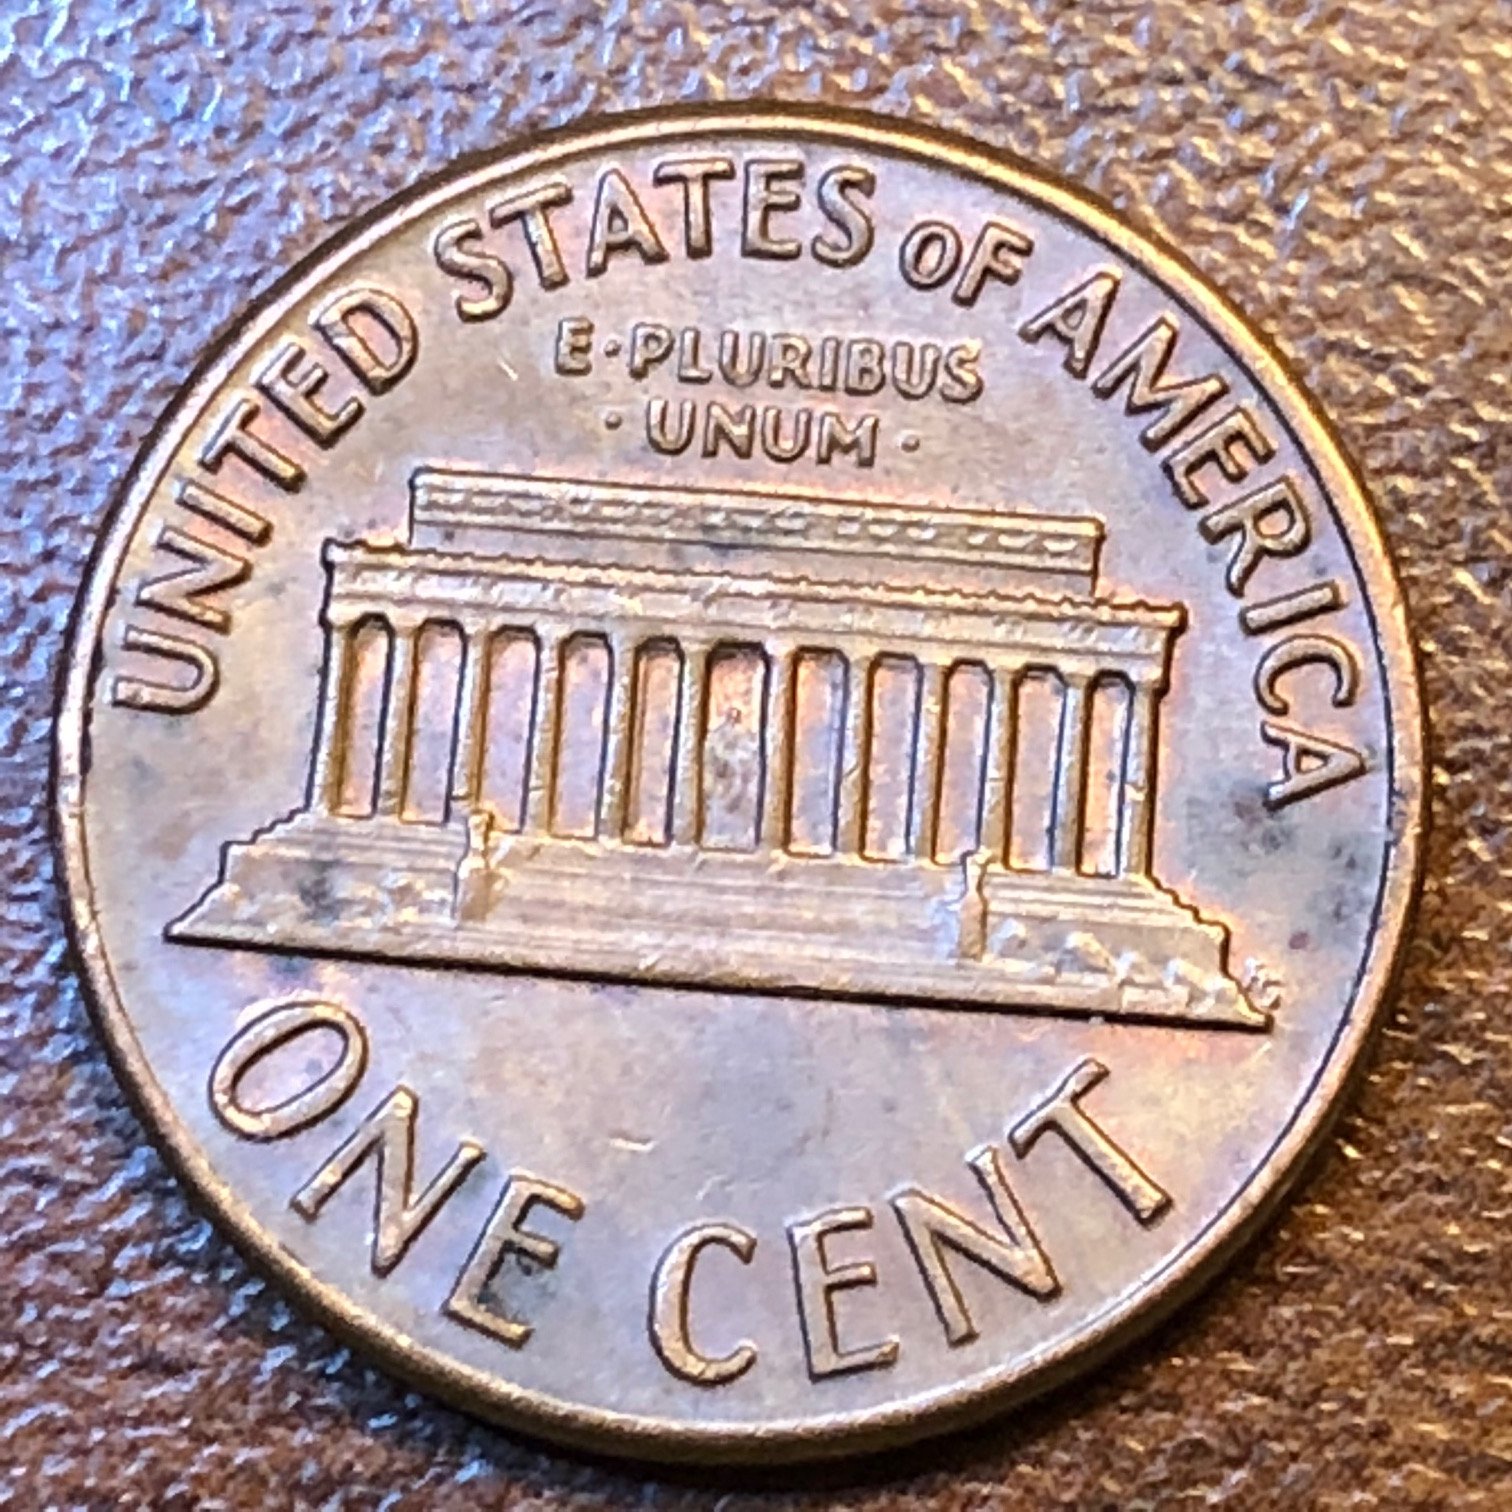 UNITED STATES OF AMERICA
E·PLURIBUS
·UNUM·
ONE CENT